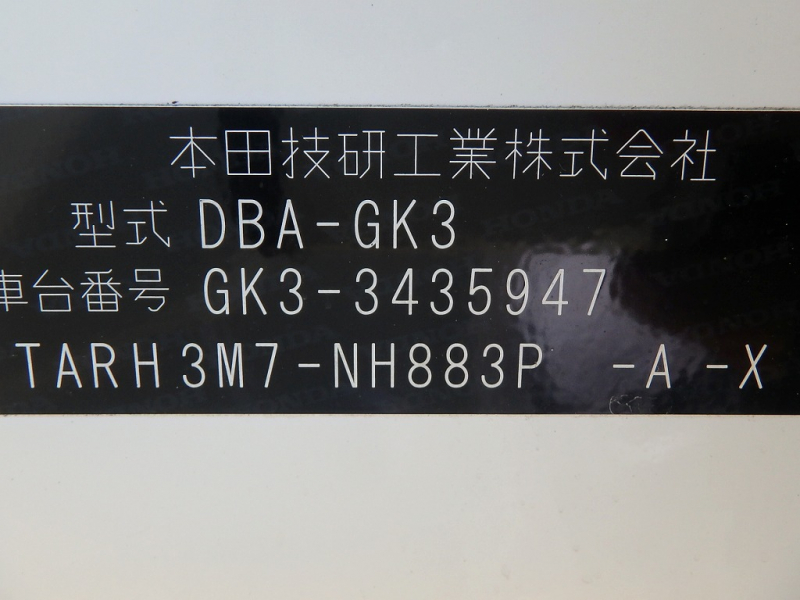 本田技研工業株式会社
型式 DBA-GK3
車台番号 GK3-3435947
TARH3M7-NH883P -A -X